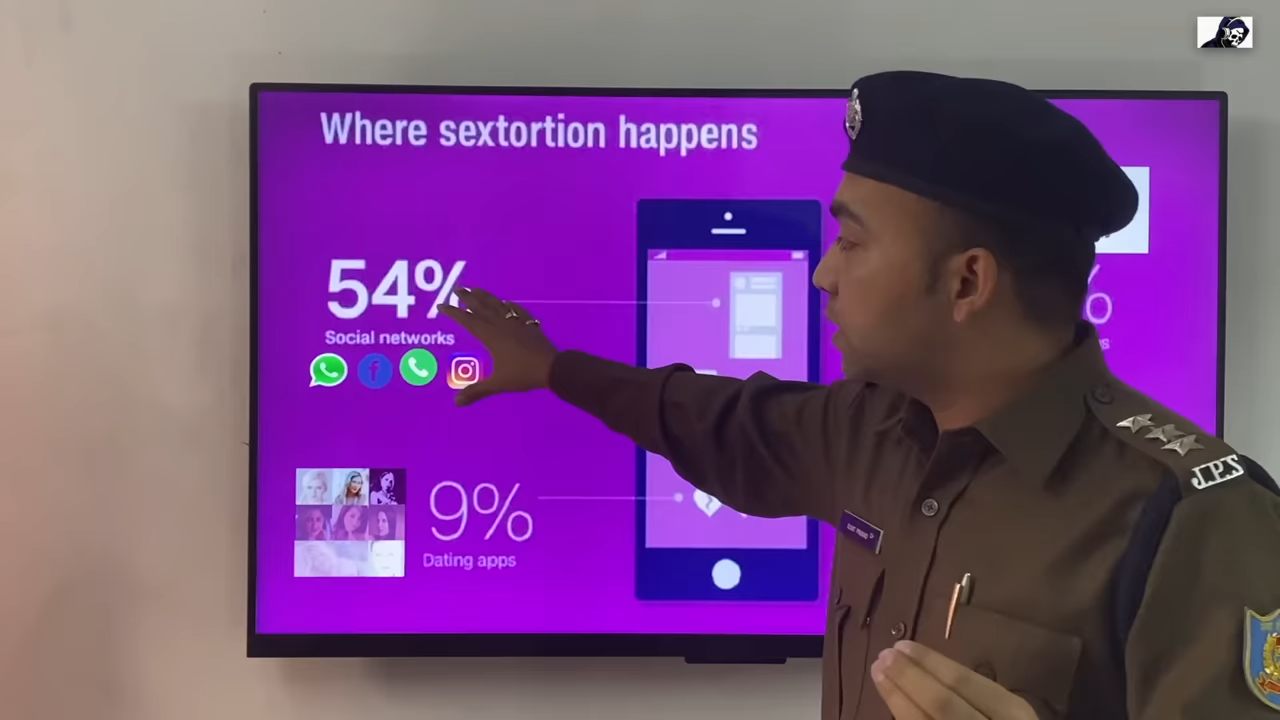 Where sextortion happens
54%
Social networks
9%
Dating apps
J.P.S